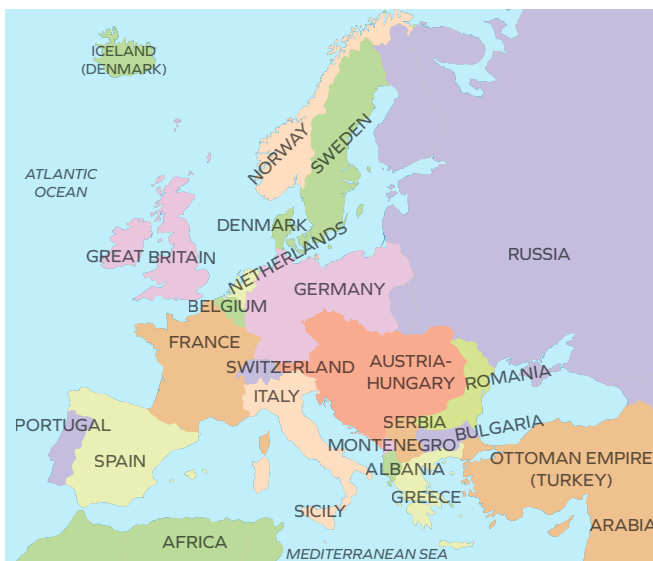 ICELAND
(DENMARK)
NORWAY
SWEDEN
ATLANTIC
OCEAN
DENMARK
NETHERLANDS
GREAT BRITAIN
RUSSIA
GERMANY
BELGIUM
FRANCE
SWITZERLAND
AUSTRIA-
HUNGARY
ROMANIA
ITALY
SERBIA
PORTUGAL
BULGARIA
MONTENEGRO
SPAIN
ALBANIA
OTTOMAN EMPIRE
(TURKEY)
GREECE
SICILY
ARABIA
AFRICA
MEDITERRANEAN SEA